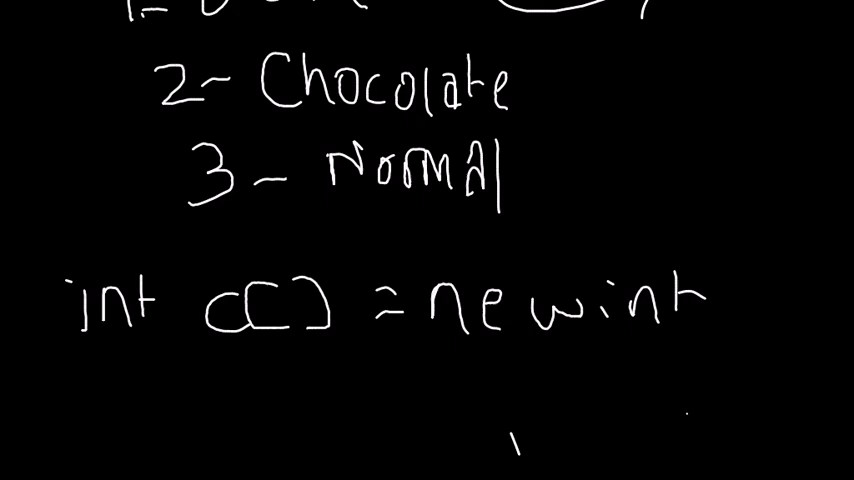 2- Chocolate
3- Normal
int c[] = new int